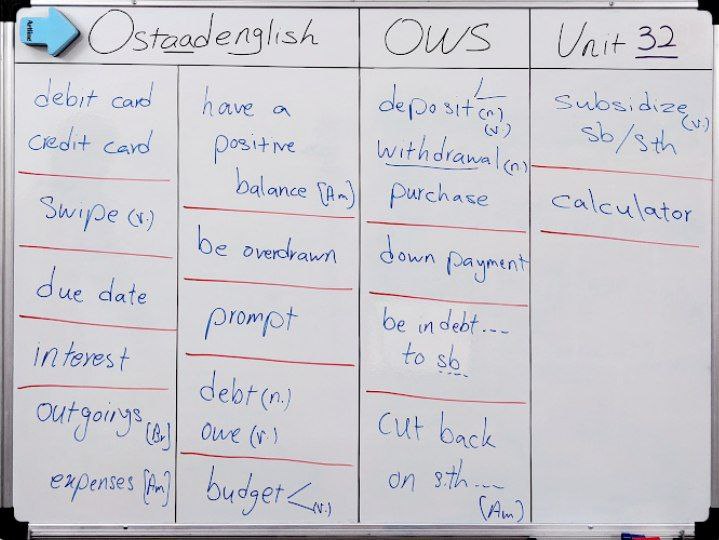 Artline
Ostaadenglish
OWS
Unit 32
debit card
credit card
swipe (v.)
due date
interest
outgoings [Br]
expenses [Am]
have a
positive
balance [Am]
be overdrawn
prompt
debt (n.)
owe (v.)
budget < (v.)
deposit (n.)
(v.)
withdrawal (n.)
purchase
down payment
be in debt ---
to sb
cut back
on sth ---
(Am)
subsidize (v.)
sb/sth
calculator